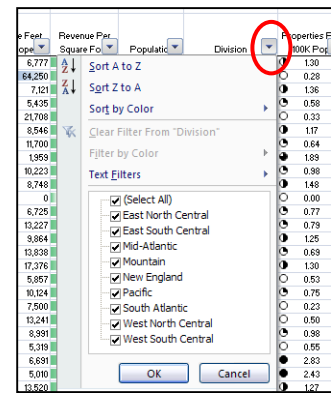 e Feet Revenue Per Properties F
ope Square Fo Populatic Division 100K Pop
6,777 1.30
64,250 0.28
7,121 1.36
5,435 0.58
21,708 0.33
8,546 1.17
11,700 0.64
1,959 1.89
10,223 0.98
8,748 1.48
0 0.00
6,725 0.77
13,227 0.79
9,864 1.25
13,838 0.69
17,376 1.30
5,857 0.53
10,124 0.75
7,500 0.23
13,241 0.50
8,991 0.98
5,319 0.55
6,691 2.83
5,010 2.43
13,520 1.27
Sort A to Z
Sort Z to A
Sort by Color
Clear Filter From "Division"
Filter by Color
Text Filters
(Select All)
East North Central
East South Central
Mid-Atlantic
Mountain
New England
Pacific
South Atlantic
West North Central
West South Central
OK Cancel